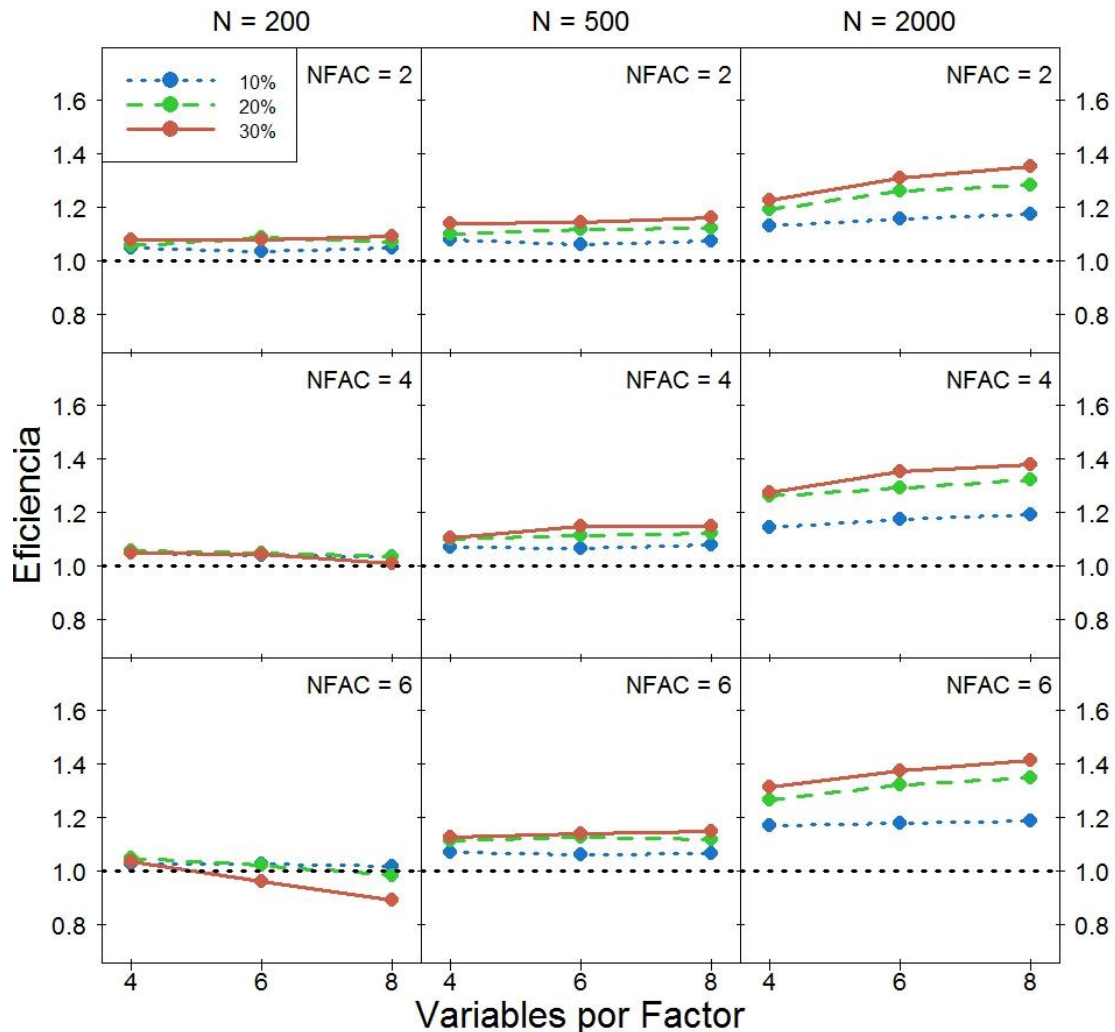 N = 200 N = 500 N = 2000
10%
20%
30%
NFAC = 2 NFAC = 2 NFAC = 2
1.6 1.6
1.4 1.4
1.2 1.2
1.0 1.0
0.8 0.8
NFAC = 4 NFAC = 4 NFAC = 4
1.6 1.6
1.4 1.4
1.2 1.2
1.0 1.0
0.8 0.8
Eficiencia
NFAC = 6 NFAC = 6 NFAC = 6
1.6 1.6
1.4 1.4
1.2 1.2
1.0 1.0
0.8 0.8
4 6 8 4 6 8 4 6 8
Variables por Factor